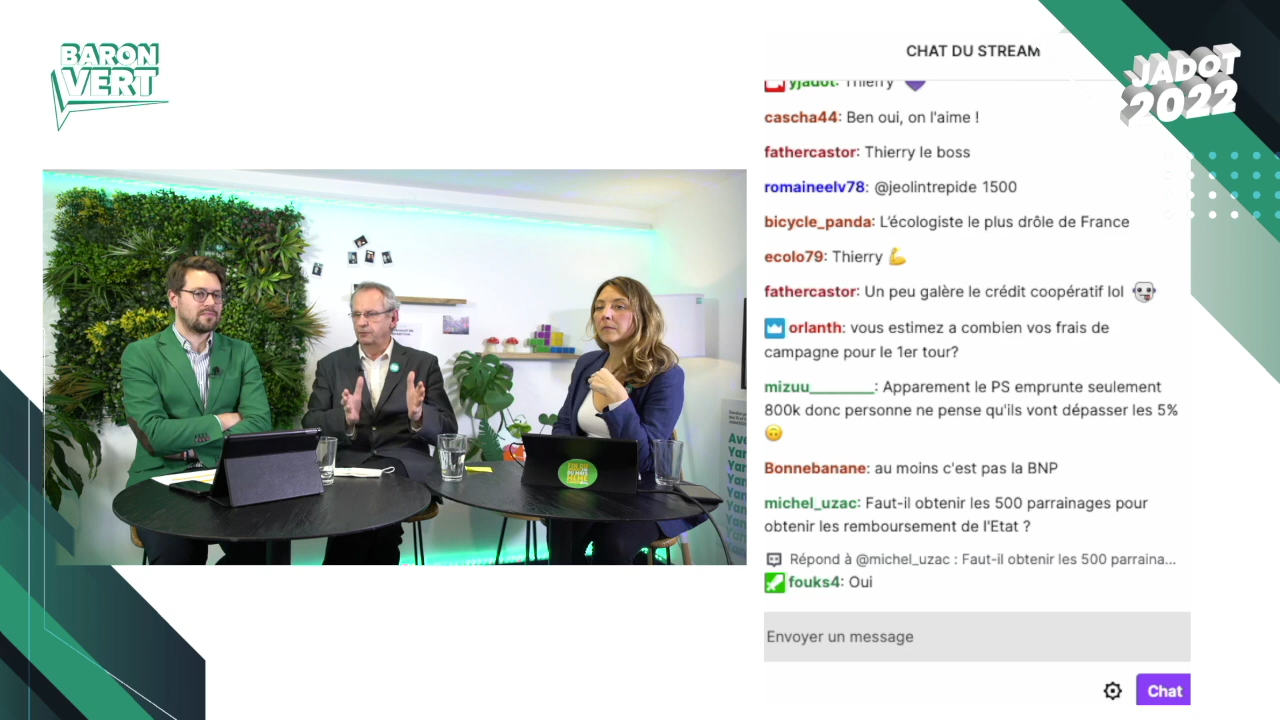 BARON
VERT
CHAT DU STREAM
JADOT
2022
yjadot: Thierry
cascha44: Ben oui, on l'aime !
fathercastor: Thierry le boss
romaineelv78: @jeolintrepide 1500
bicycle_panda: L'écologiste le plus drôle de France
ecolo79: Thierry 💪
fathercastor: Un peu galère le crédit coopératif lol
orlanth: vous estimez a combien vos frais de
campagne pour le 1er tour?
mizuu_________: Apparement le PS emprunte seulement
800k donc personne ne pense qu'ils vont dépasser les 5%
🙃
Bonnebanane: au moins c'est pas la BNP
michel_uzac: Faut-il obtenir les 500 parrainages pour
obtenir les remboursement de l'Etat ?
Répond à @michel_uzac : Faut-il obtenir les 500 parraina...
fouks4: Oui
Envoyer un message
Chat